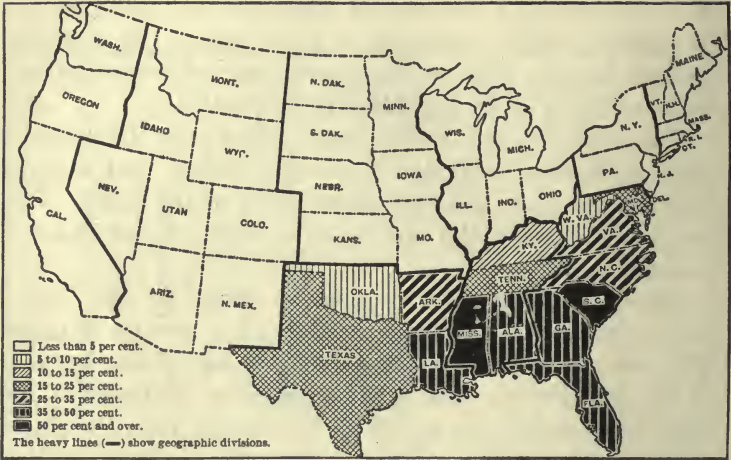 WASH.
MONT.
N. DAK.
MINN.
MAINE
OREGON
IDAHO
S. DAK.
WIS.
MICH.
N.Y.
VT.
N.H.
MASS.
R. I.
CT.
WYO.
NEBR.
IOWA
PA.
N. J.
NEV.
UTAH
COLO.
ILL.
IND.
OHIO
DEL.
CAL.
KANS.
MO.
W. VA.
VA.
KY.
ARIZ.
N. MEX.
OKLA.
ARK.
TENN.
N.C.
S. C.
TEXAS
LA.
MISS.
ALA.
GA.
FLA.
Less than 5 per cent.
5 to 10 per cent.
10 to 15 per cent.
15 to 25 per cent.
25 to 35 per cent.
35 to 50 per cent.
50 per cent and over.
The heavy lines (▬) show geographic divisions.